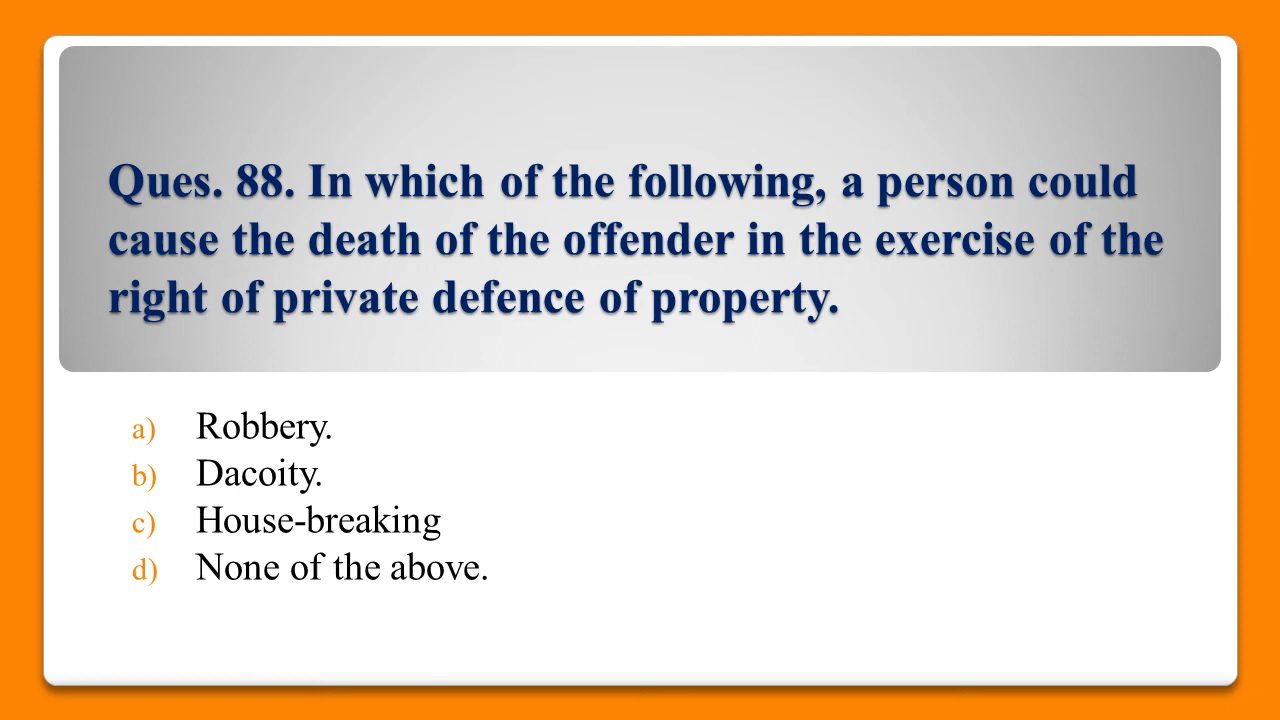 Ques. 88. In which of the following, a person could
cause the death of the offender in the exercise of the
right of private defence of property.
a) Robbery.
b) Dacoity.
c) House-breaking
d) None of the above.